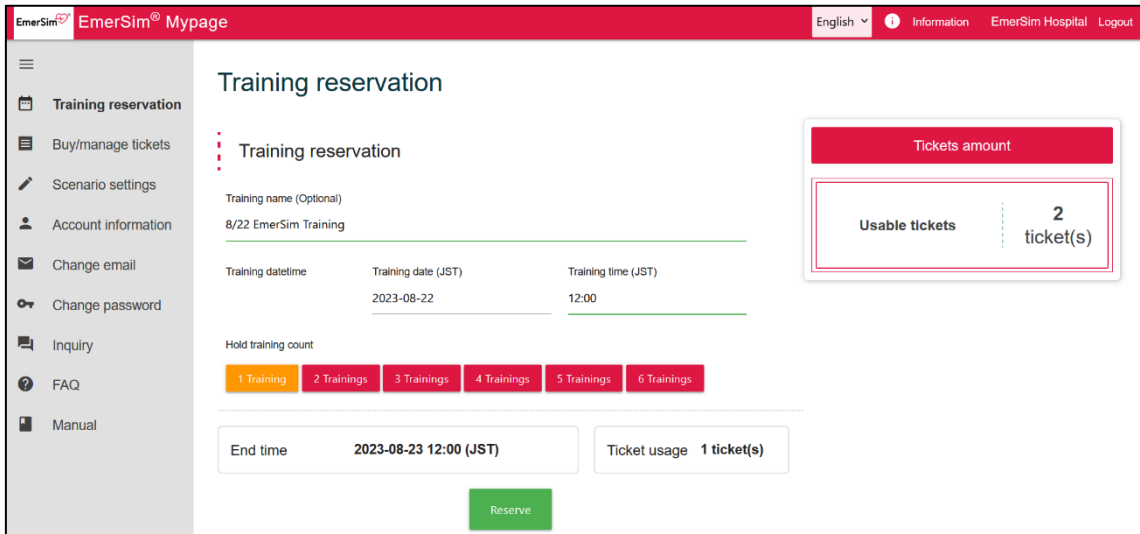 EmerSim EmerSim® Mypage English Information EmerSim Hospital Logout
Training reservation
Buy/manage tickets
Scenario settings
Account information
Change email
Change password
Inquiry
FAQ
Manual
Training reservation
Training reservation
Training name (Optional)
8/22 EmerSim Training
Training datetime Training date (JST) Training time (JST)
2023-08-22 12:00
Hold training count
1 Training 2 Trainings 3 Trainings 4 Trainings 5 Trainings 6 Trainings
End time 2023-08-23 12:00 (JST) Ticket usage 1 ticket(s)
Reserve
Tickets amount
Usable tickets 2
ticket(s)